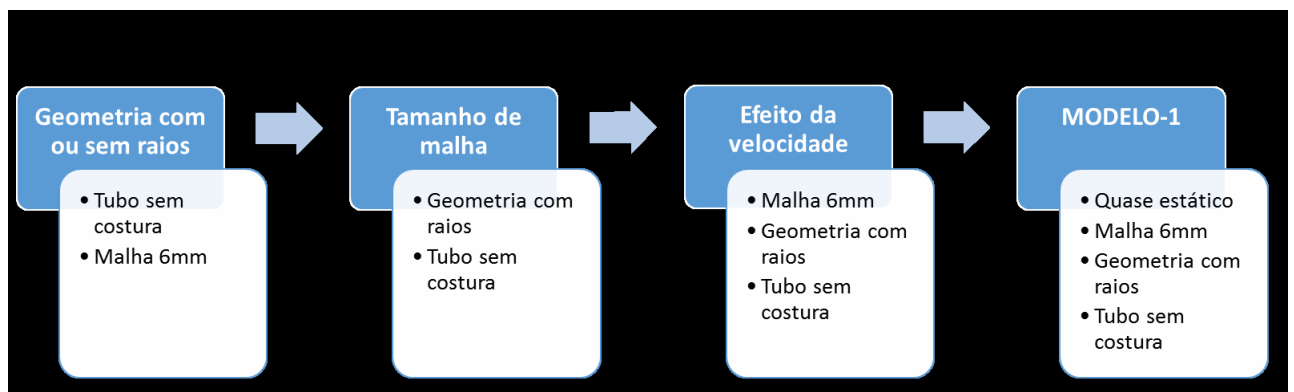 Geometria com
ou sem raios
• Tubo sem
costura
• Malha 6mm
Tamanho de
malha
• Geometria com
raios
• Tubo sem
costura
Efeito da
velocidade
• Malha 6mm
• Geometria com
raios
• Tubo sem
costura
MODELO-1
• Quase estático
• Malha 6mm
• Geometria com
raios
• Tubo sem
costura